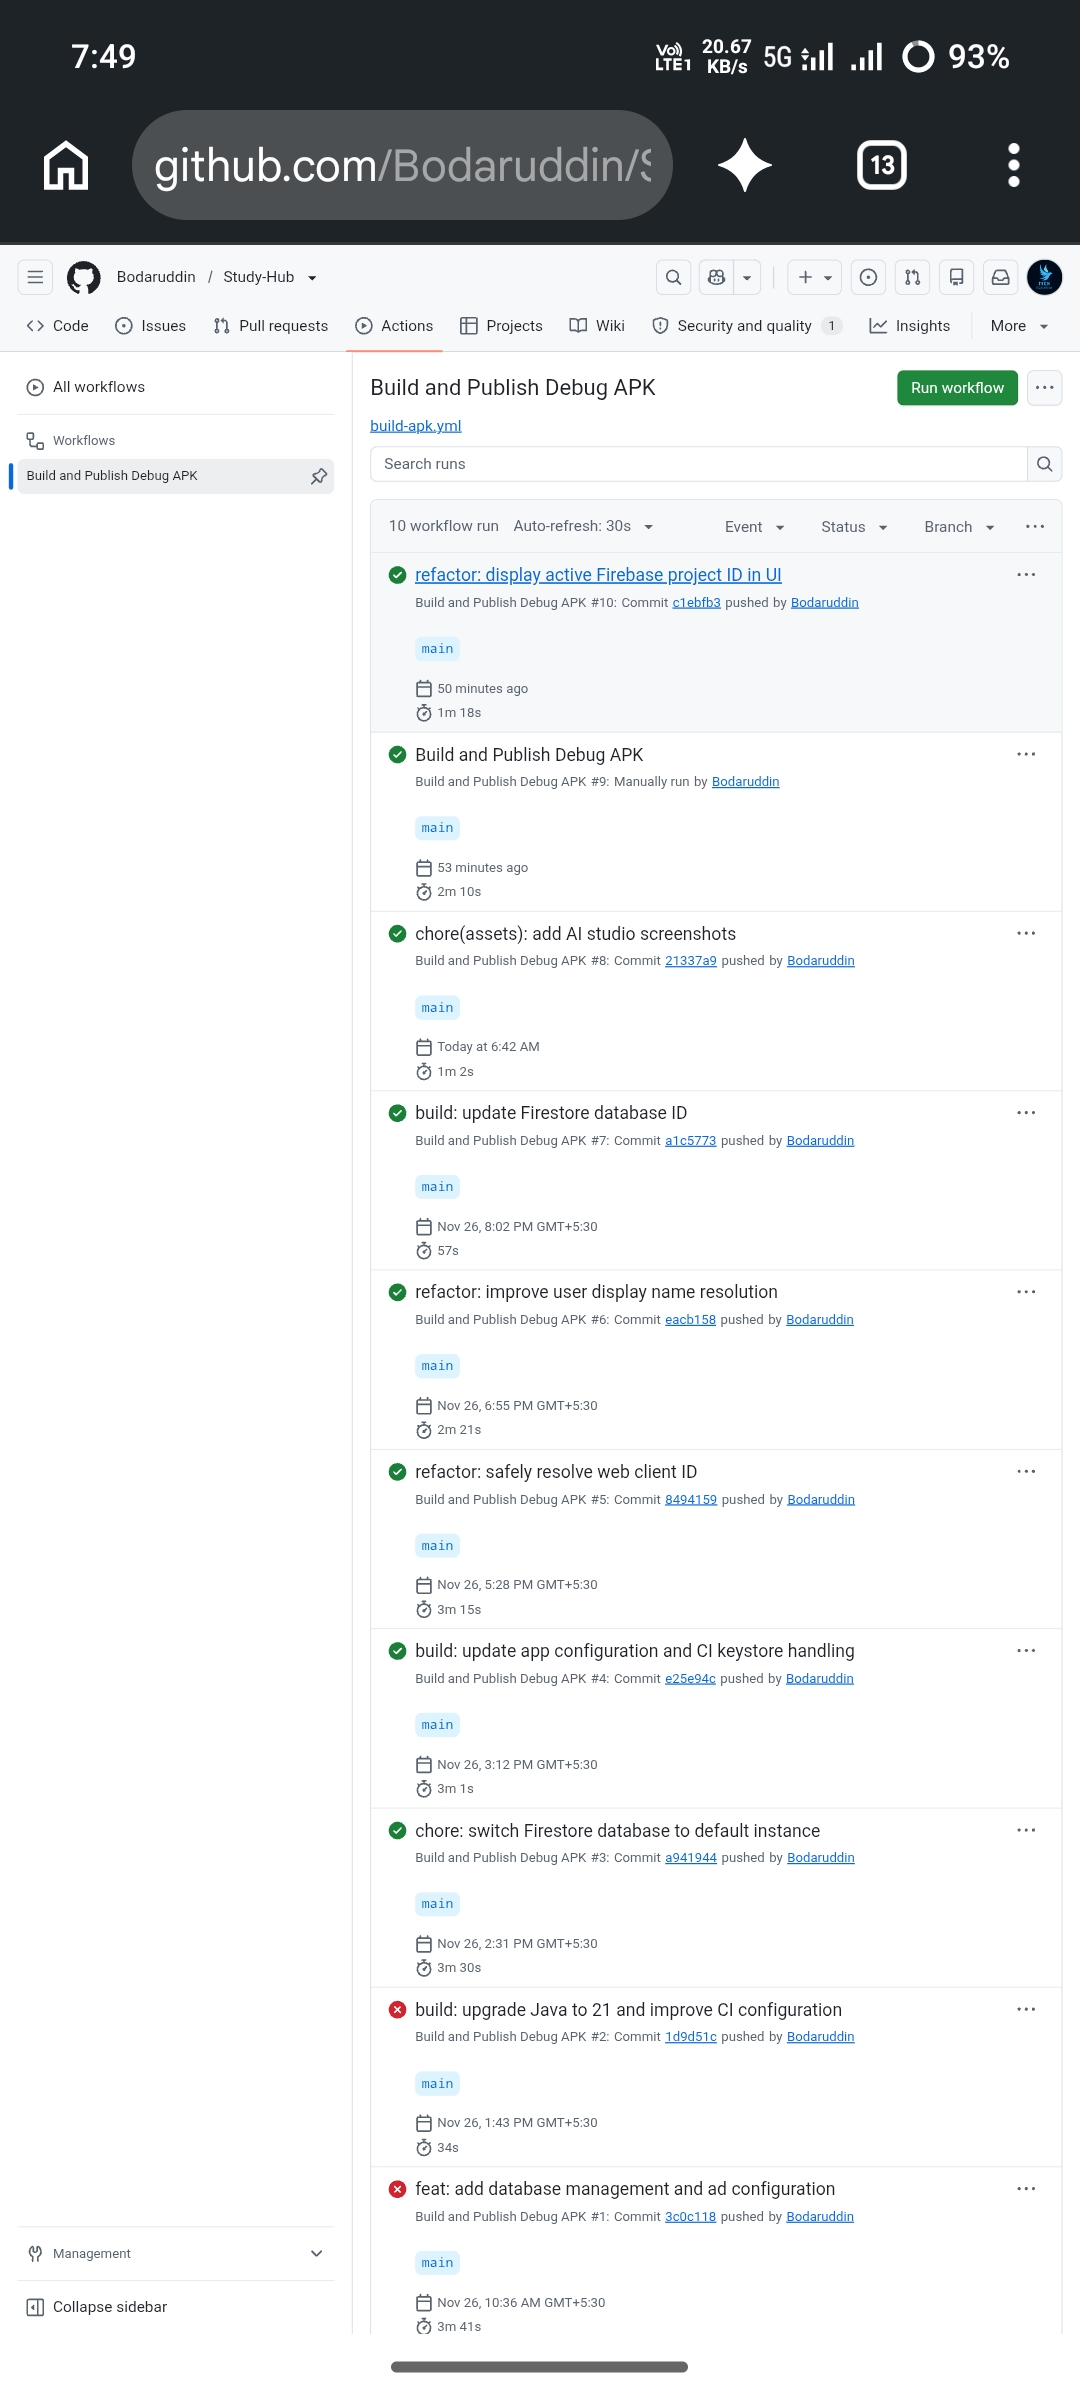 7:49
Vo)) LTE1 20.67 KB/s 5G 93%
github.com/Bodaruddin/S
13
Bodaruddin / Study-Hub
Code Issues Pull requests Actions Projects Wiki Security and quality 1 Insights More
All workflows
Workflows
Build and Publish Debug APK
Build and Publish Debug APK
Run workflow
build-apk.yml
Search runs
10 workflow run Auto-refresh: 30s Event Status Branch
refactor: display active Firebase project ID in UI
Build and Publish Debug APK #10: Commit c1ebfb3 pushed by Bodaruddin
main
50 minutes ago
1m 18s
Build and Publish Debug APK
Build and Publish Debug APK #9: Manually run by Bodaruddin
main
53 minutes ago
2m 10s
chore(assets): add AI studio screenshots
Build and Publish Debug APK #8: Commit 21337a9 pushed by Bodaruddin
main
Today at 6:42 AM
1m 2s
build: update Firestore database ID
Build and Publish Debug APK #7: Commit a1c5773 pushed by Bodaruddin
main
Nov 26, 8:02 PM GMT+5:30
57s
refactor: improve user display name resolution
Build and Publish Debug APK #6: Commit eacb158 pushed by Bodaruddin
main
Nov 26, 6:55 PM GMT+5:30
2m 21s
refactor: safely resolve web client ID
Build and Publish Debug APK #5: Commit 8494159 pushed by Bodaruddin
main
Nov 26, 5:28 PM GMT+5:30
3m 15s
build: update app configuration and CI keystore handling
Build and Publish Debug APK #4: Commit e25e94c pushed by Bodaruddin
main
Nov 26, 3:12 PM GMT+5:30
3m 1s
chore: switch Firestore database to default instance
Build and Publish Debug APK #3: Commit a941944 pushed by Bodaruddin
main
Nov 26, 2:31 PM GMT+5:30
3m 30s
build: upgrade Java to 21 and improve CI configuration
Build and Publish Debug APK #2: Commit 1d9d51c pushed by Bodaruddin
main
Nov 26, 1:43 PM GMT+5:30
34s
feat: add database management and ad configuration
Build and Publish Debug APK #1: Commit 3c0c118 pushed by Bodaruddin
main
Nov 26, 10:36 AM GMT+5:30
3m 41s
Management
Collapse sidebar